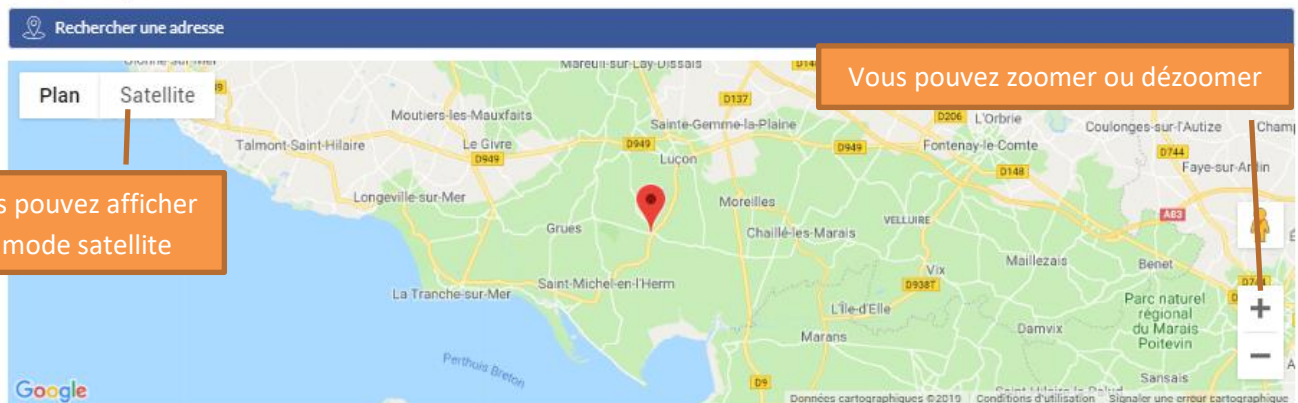 Rechercher une adresse
Plan
Satellite
Vous pouvez zoomer ou dézoomer
s pouvez afficher
mode satellite
Mareuil-sur-Lay-Dissais
D137
D206
L'Orbrie
Coulonges-sur-l'Autize
Cham
Moutiers-les-Mauxfaits
Sainte-Gemme-la-Plaine
Talmont-Saint-Hilaire
Le Givre
D949
D949
D949
Fontenay-le-Comte
D744
Luçon
D148
Faye-sur-Ardin
Longeville-sur-Mer
Moreilles
A83
Grues
Chaillé-les-Marais
VELLUIRE
Maillezais
Benet
Saint-Michel-en-l'Herm
Vix
La Tranche-sur-Mer
D938T
Parc naturel
régional
du Marais
Poitevin
L'Île-d'Elle
Damvix
Marans
Perthuis Breton
Sansais
D9
Google
Données cartographiques ©2019
Conditions d'utilisation
Signaler une erreur cartographique